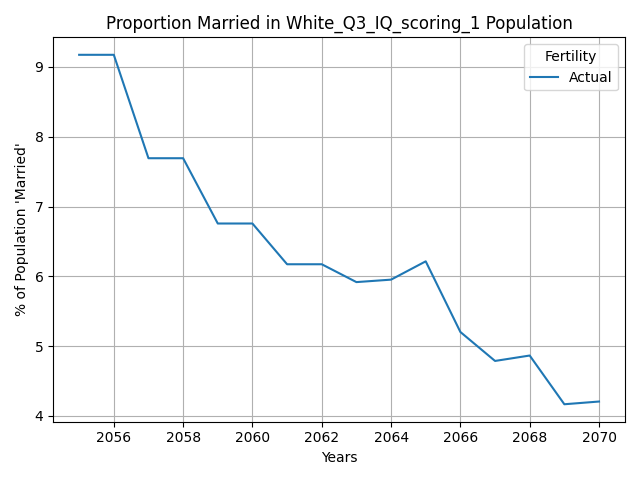 Proportion Married in White_Q3_IQ_scoring_1 Population
Fertility
Actual
% of Population 'Married'
9
8
7
6
5
4
2056 2058 2060 2062 2064 2066 2068 2070
Years